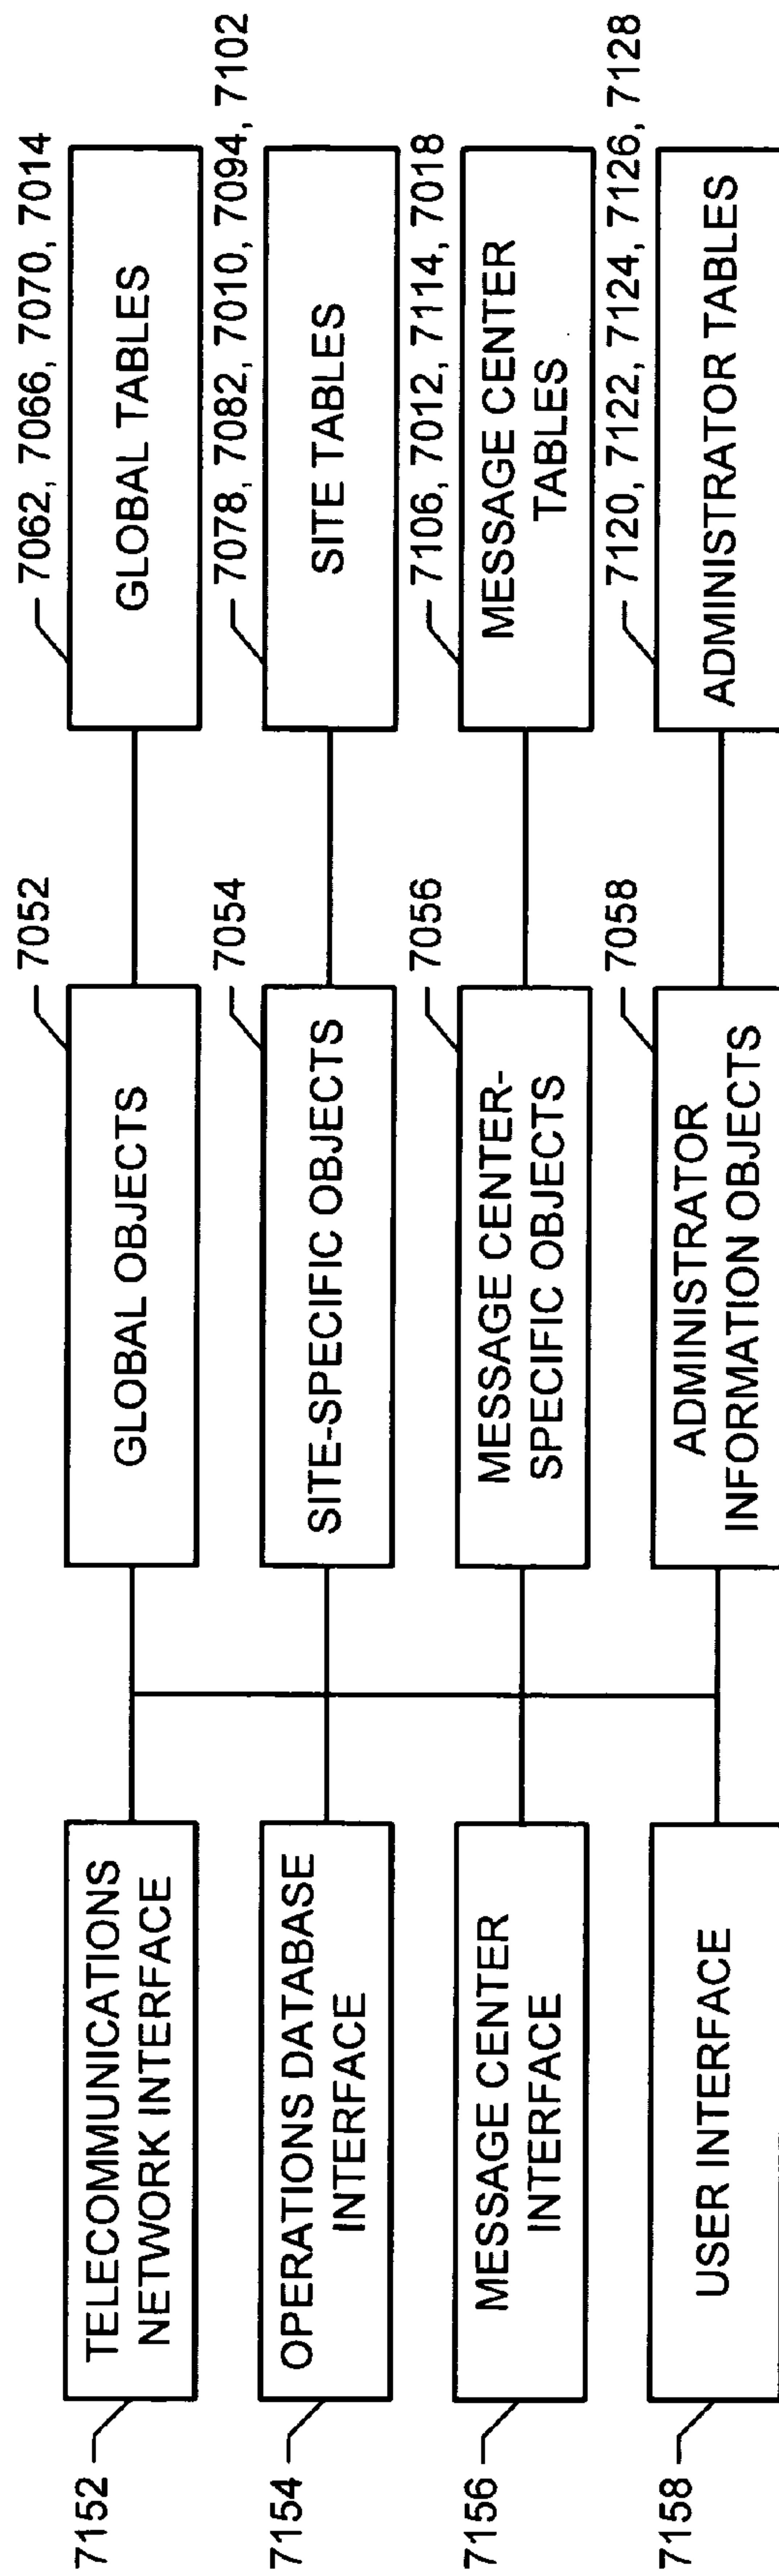 7152
TELECOMMUNICATIONS
NETWORK INTERFACE
7052
GLOBAL OBJECTS
7062, 7066, 7070, 7014
GLOBAL TABLES
7154
OPERATIONS DATABASE
INTERFACE
7054
SITE-SPECIFIC OBJECTS
7078, 7082, 7010, 7094, 7102
SITE TABLES
7156
MESSAGE CENTER
INTERFACE
7056
MESSAGE CENTER-
SPECIFIC OBJECTS
7106, 7012, 7114, 7018
MESSAGE CENTER
TABLES
7158
USER INTERFACE
7058
ADMINISTRATOR
INFORMATION OBJECTS
7120, 7122, 7124, 7126, 7128
ADMINISTRATOR TABLES